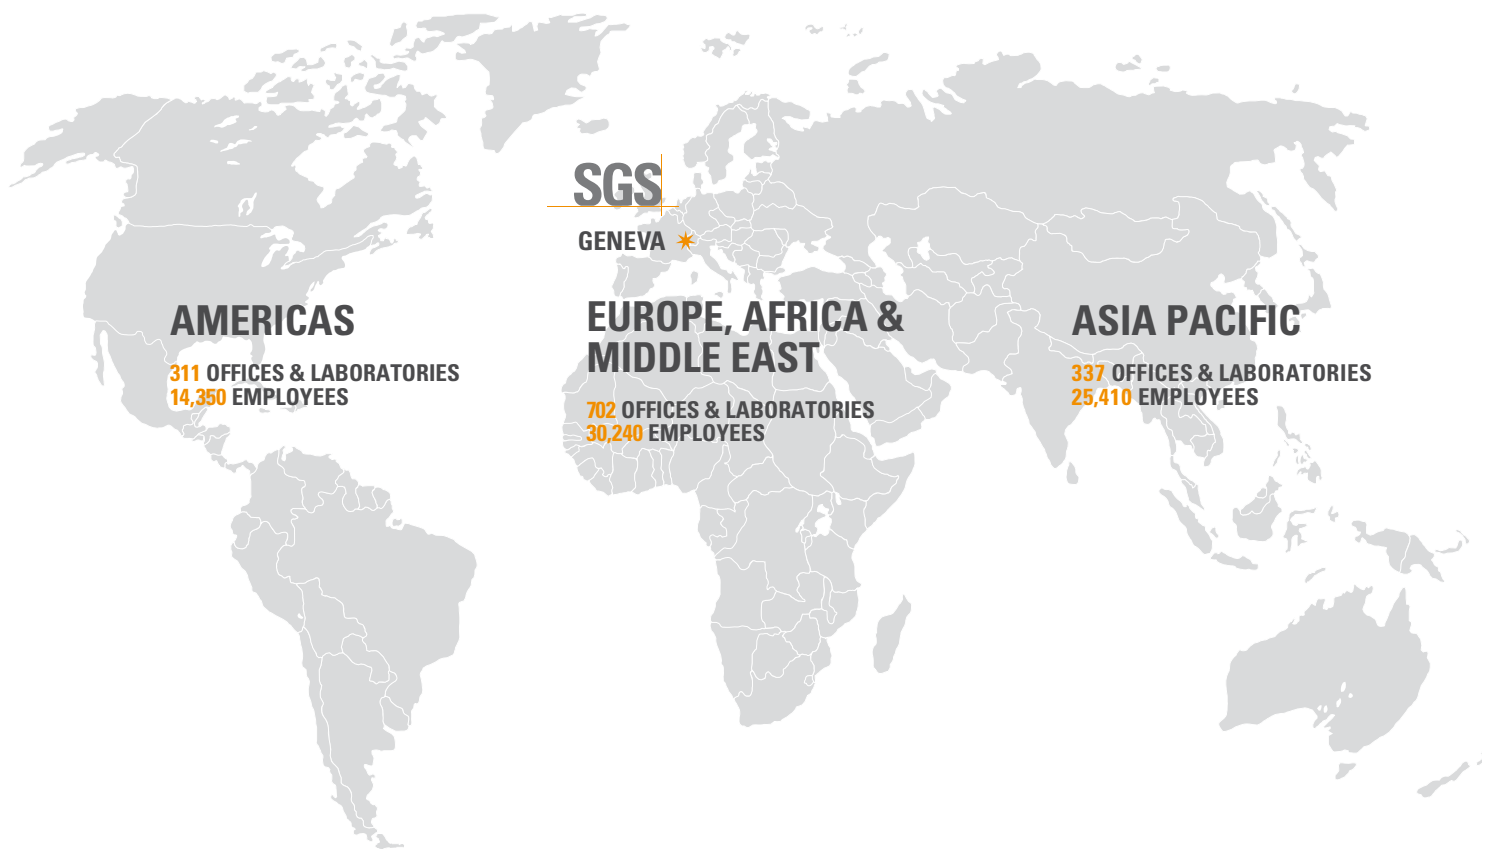 SGS
GENEVA
AMERICAS
311 OFFICES & LABORATORIES
14,350 EMPLOYEES
EUROPE, AFRICA &
MIDDLE EAST
702 OFFICES & LABORATORIES
30,240 EMPLOYEES
ASIA PACIFIC
337 OFFICES & LABORATORIES
25,410 EMPLOYEES